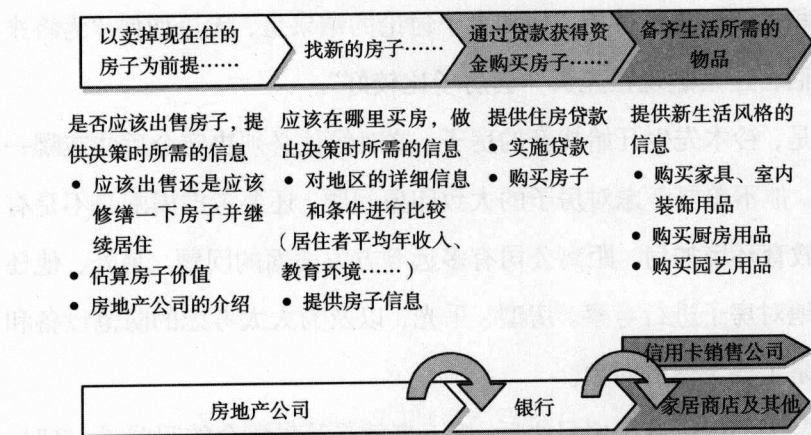 以卖掉现在住的
房子为前提……
找新的房子……
通过贷款获得资
金购买房子……
备齐生活所需的
物品
是否应该出售房子，提
供决策时所需的信息
• 应该出售还是应该
修缮一下房子并继
续居住
• 估算房子价值
• 房地产公司的介绍
应该在哪里买房，做
出决策时所需的信息
• 对地区的详细信息
和条件进行比较
（居住者平均年收入、
教育环境……）
• 提供房子信息
提供住房贷款
• 实施贷款
• 购买房子
提供新生活风格的
信息
• 购买家具、室内
装饰用品
• 购买厨房用品
• 购买园艺用品
信用卡销售公司
房地产公司
银行
家居商店及其他